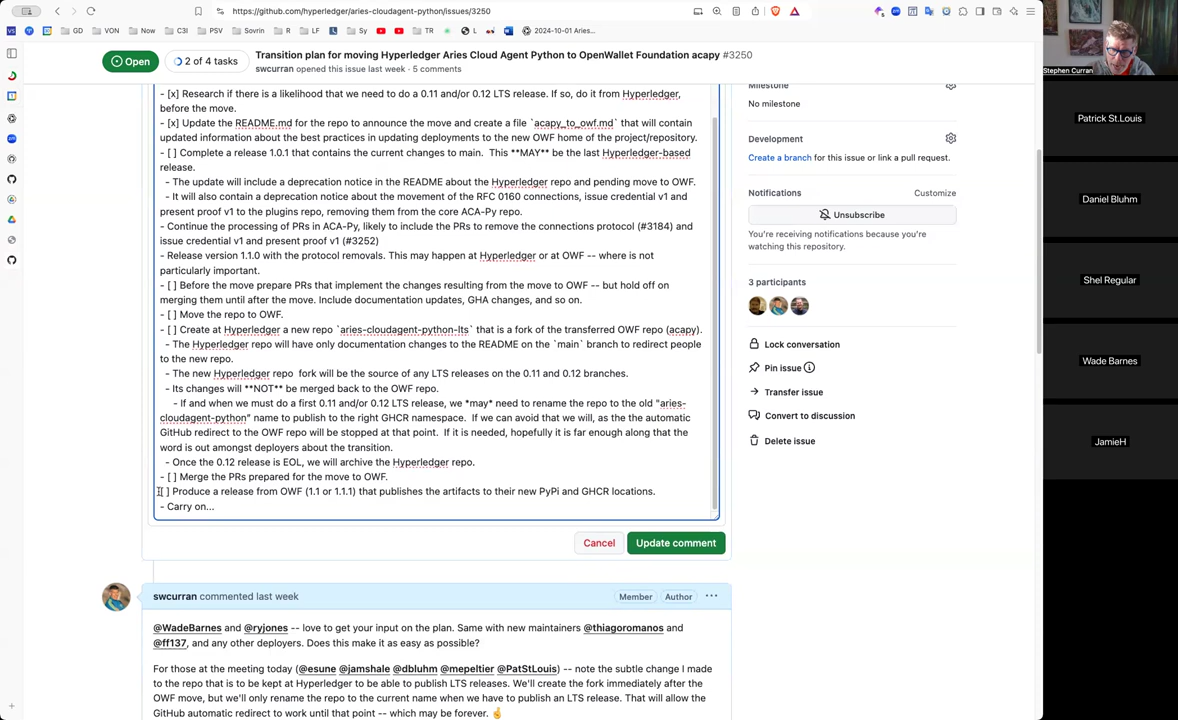 https://github.com/hyperledger/aries-cloudagent-python/issues/3250
GD
VON
Now
C3I
PSV
Sovrin
R
LF
Sy
TR
L
2024-10-01 Aries...
Open
2 of 4 tasks
Transition plan for moving Hyperledger Aries Cloud Agent Python to OpenWallet Foundation acapy #3250
swcurran opened this issue last week · 5 comments
- [x] Research if there is a likelihood that we need to do a 0.11 and/or 0.12 LTS release. If so, do it from Hyperledger,
before the move.
- [x] Update the README.md for the repo to announce the move and create a file `acapy_to_owf.md` that will contain
updated information about the best practices in updating deployments to the new OWF home of the project/repository.
- [ ] Complete a release 1.0.1 that contains the current changes to main.  This **MAY** be the last Hyperledger-based
release.
- The update will include a deprecation notice in the README about the Hyperledger repo and pending move to OWF.
- It will also contain a deprecation notice about the movement of the RFC 0160 connections, issue credential v1 and
present proof v1 to the plugins repo, removing them from the core ACA-Py repo.
- Continue the processing of PRs in ACA-Py, likely to include the PRs to remove the connections protocol (#3184) and
issue credential v1 and present proof v1 (#3252)
- Release version 1.1.0 with the protocol removals. This may happen at Hyperledger or at OWF -- where is not
particularly important.
- [ ] Before the move prepare PRs that implement the changes resulting from the move to OWF -- but hold off on
merging them until after the move. Include documentation updates, GHA changes, and so on.
- [ ] Move the repo to OWF.
- [ ] Create at Hyperledger a new repo `aries-cloudagent-python-lts` that is a fork of the transferred OWF repo (acapy).
- The Hyperledger repo will have only documentation changes to the README on the `main` branch to redirect people
to the new repo.
- The new Hyperledger repo  fork will be the source of any LTS releases on the 0.11 and 0.12 branches.
- Its changes will **NOT** be merged back to the OWF repo.
- If and when we must do a first 0.11 and/or 0.12 LTS release, we *may* need to rename the repo to the old "aries-
cloudagent-python" name to publish to the right GHCR namespace.  If we can avoid that we will, as the the automatic
GitHub redirect to the OWF repo will be stopped at that point.  If it is needed, hopefully it is far enough along that the
word is out amongst deployers about the transition.
- Once the 0.12 release is EOL, we will archive the Hyperledger repo.
- [ ] Merge the PRs prepared for the move to OWF.
[ ] Produce a release from OWF (1.1 or 1.1.1) that publishes the artifacts to their new PyPi and GHCR locations.
- Carry on...
Cancel
Update comment
swcurran commented last week
Member
Author
@WadeBarnes and @ryjones -- love to get your input on the plan. Same with new maintainers @thiagoromanos and
@ff137, and any other deployers. Does this make it as easy as possible?
For those at the meeting today (@esune @jamshale @dbluhm @mepeltier @PatStLouis) -- note the subtle change I made
to the repo that is to be kept at Hyperledger to be able to publish LTS releases. We'll create the fork immediately after the
OWF move, but we'll only rename the repo to the current name when we have to publish an LTS release. That will allow the
GitHub automatic redirect to work until that point -- which may be forever. 🤞
Milestone
No milestone
Development
Create a branch for this issue or link a pull request.
Notifications
Customize
Unsubscribe
You're receiving notifications because you're
watching this repository.
3 participants
Lock conversation
Pin issue
Transfer issue
Convert to discussion
Delete issue
Stephen Curran
Patrick St.Louis
Daniel Bluhm
Shel Regular
Wade Barnes
JamieH